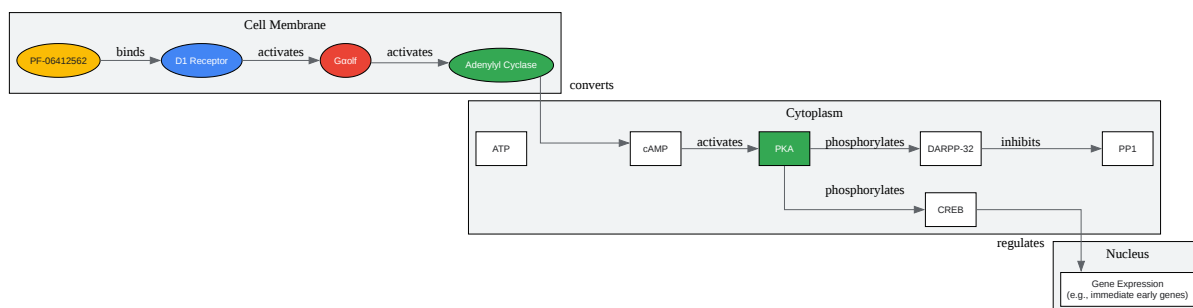 Cell Membrane
PF-06412562
binds
D1 Receptor
activates
Gαolf
activates
Adenylyl Cyclase
converts
Cytoplasm
ATP
cAMP
activates
PKA
phosphorylates
DARPP-32
inhibits
PP1
phosphorylates
CREB
regulates
Nucleus
Gene Expression
(e.g., immediate early genes)